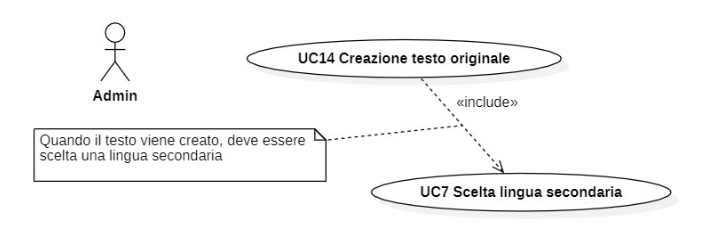 UC14 Creazione testo originale
Admin
«include»
Quando il testo viene creato, deve essere
scelta una lingua secondaria
UC7 Scelta lingua secondaria